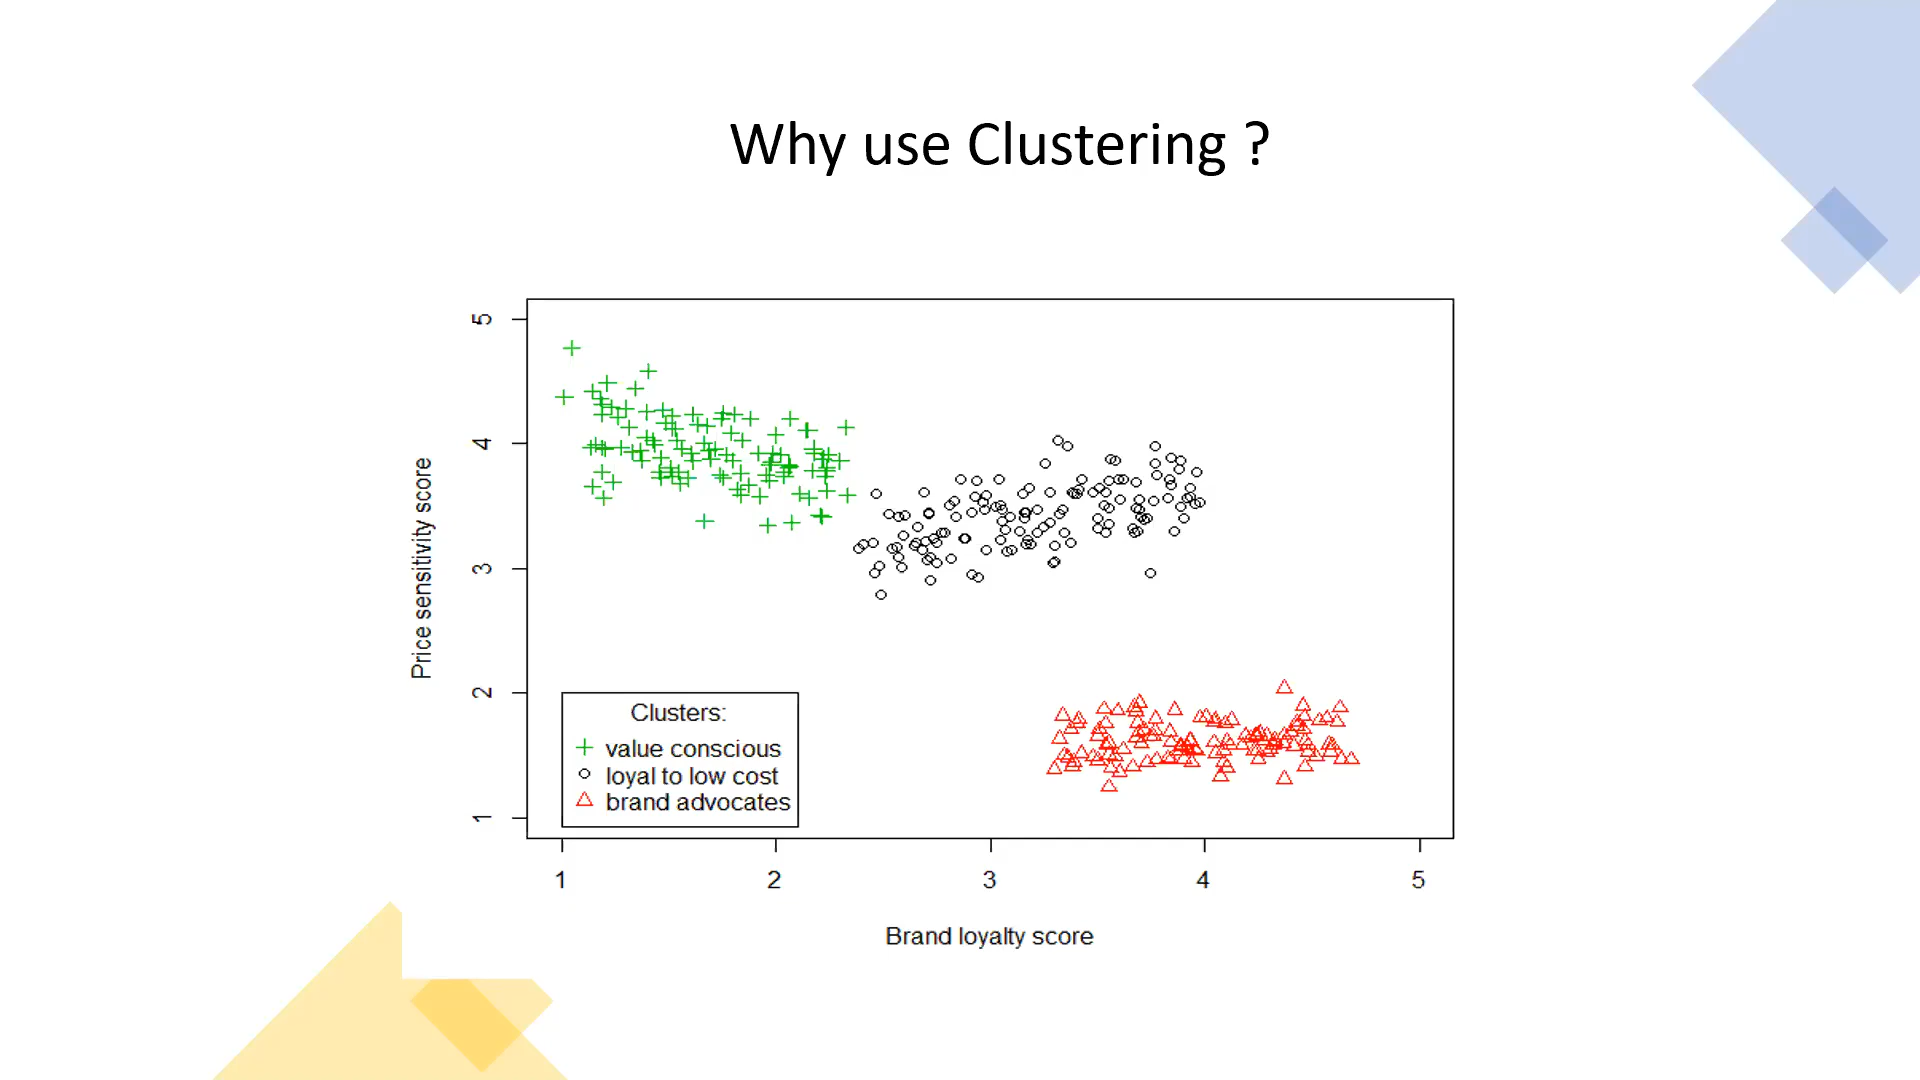 Why use Clustering ?
5
4
3
2
1
Price sensitivity score
Clusters:
value conscious
loyal to low cost
brand advocates
1 2 3 4 5
Brand loyalty score